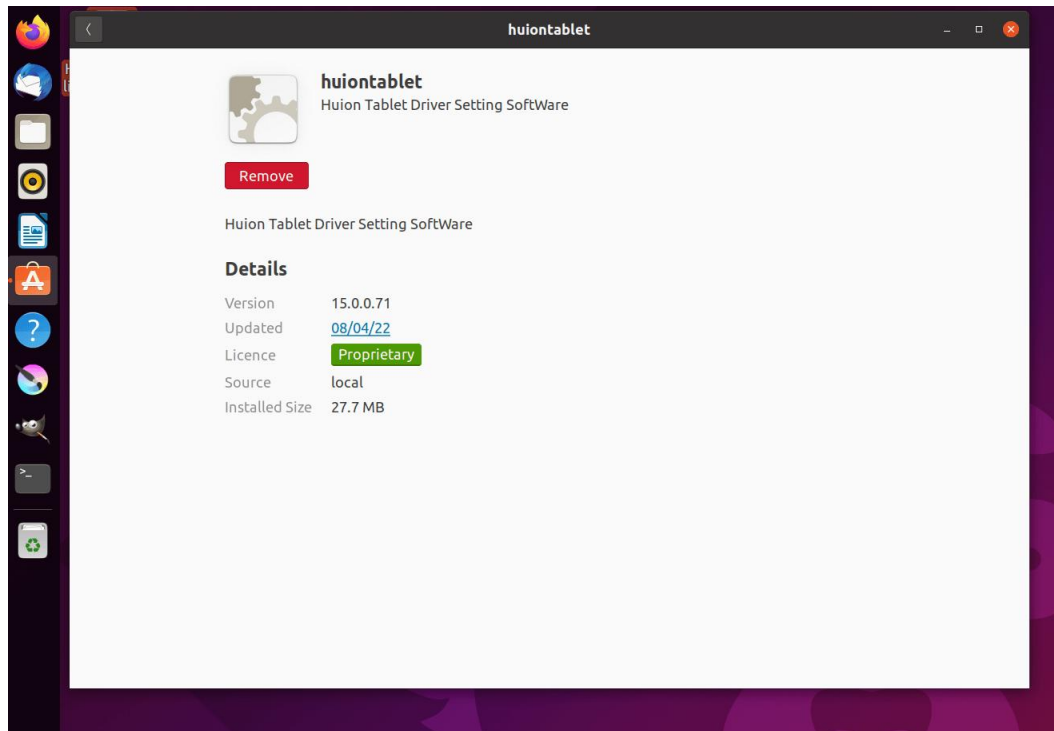 huiontablet
huiontablet
Huion Tablet Driver Setting SoftWare
Remove
Huion Tablet Driver Setting SoftWare
Details
Version 15.0.0.71
Updated 08/04/22
Licence Proprietary
Source local
Installed Size 27.7 MB